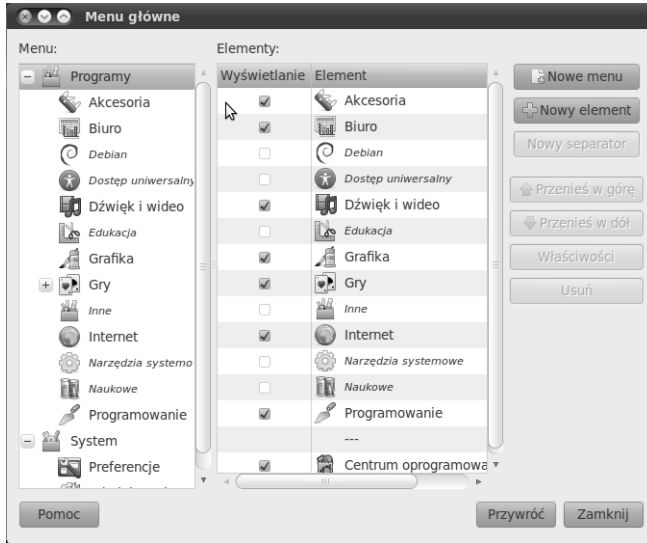 Menu główne
Menu:
Programy
Akcesoria
Biuro
Debian
Dostęp uniwersalny
Dźwięk i wideo
Edukacja
Grafika
Gry
Inne
Internet
Narzędzia systemo
Naukowe
Programowanie
System
Preferencje
Elementy:
Wyświetlanie Element
Akcesoria
Biuro
Debian
Dostęp uniwersalny
Dźwięk i wideo
Edukacja
Grafika
Gry
Inne
Internet
Narzędzia systemowe
Naukowe
Programowanie
---
Centrum oprogramowa
Nowe menu
Nowy element
Nowy separator
Przenieś w górę
Przenieś w dół
Właściwości
Usuń
Pomoc
Przywróć
Zamknij